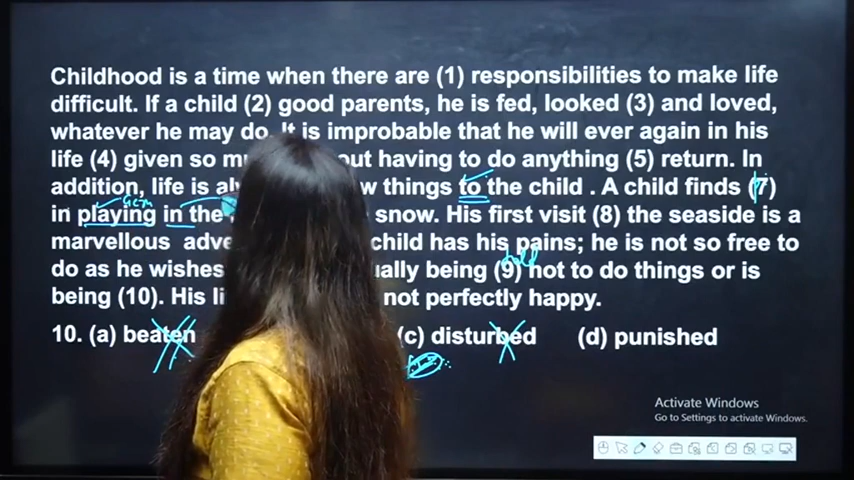 Childhood is a time when there are (1) responsibilities to make life
difficult. If a child (2) good parents, he is fed, looked (3) and loved,
whatever he may do. It is improbable that he will ever again in his
life (4) given so out having to do anything (5) return. In
addition, life is things to the child . A child finds (7)
in playing in the snow. His first visit (8) the seaside is a
marvellous child has his pains; he is not so free to
do as he wishes being (9) not to do things or is
being (10). His not perfectly happy.
told
10. (a) beaten (c) disturbed (d) punished
Activate Windows
Go to Settings to activate Windows.